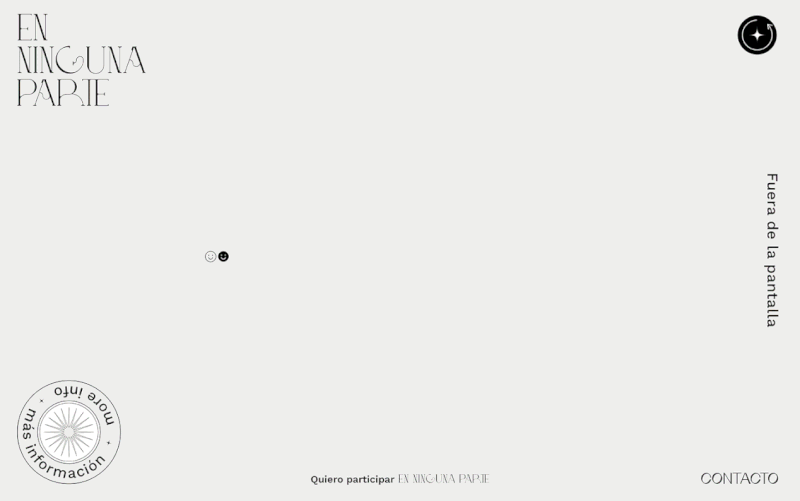 EN
NINGUNA
PARTE
Fuera de la pantalla
more info
más información
Quiero participar EN NINGUNA PARTE
CONTACTO